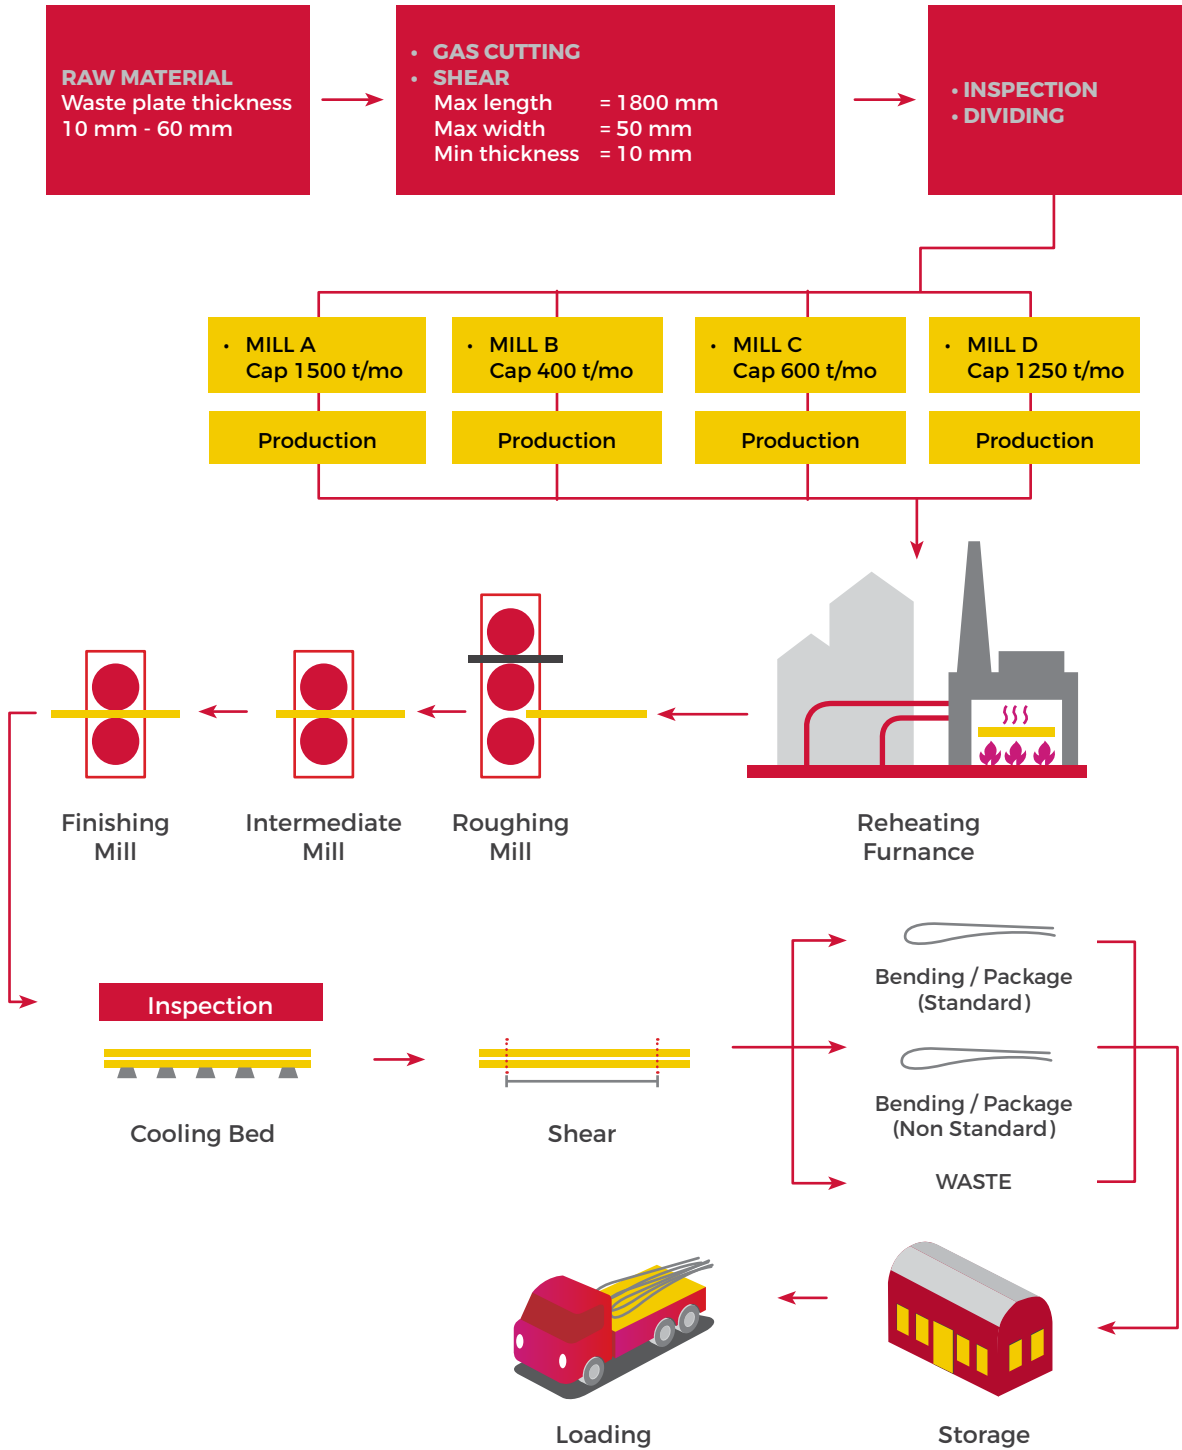 RAW MATERIAL
Waste plate thickness
10 mm - 60 mm
• GAS CUTTING
• SHEAR
Max length = 1800 mm
Max width = 50 mm
Min thickness = 10 mm
• INSPECTION
• DIVIDING
• MILL A
Cap 1500 t/mo
• MILL B
Cap 400 t/mo
• MILL C
Cap 600 t/mo
• MILL D
Cap 1250 t/mo
Production
Production
Production
Production
Finishing
Mill
Intermediate
Mill
Roughing
Mill
Reheating
Furnance
Inspection
Cooling Bed
Shear
Bending / Package
(Standard)
Bending / Package
(Non Standard)
WASTE
Loading
Storage